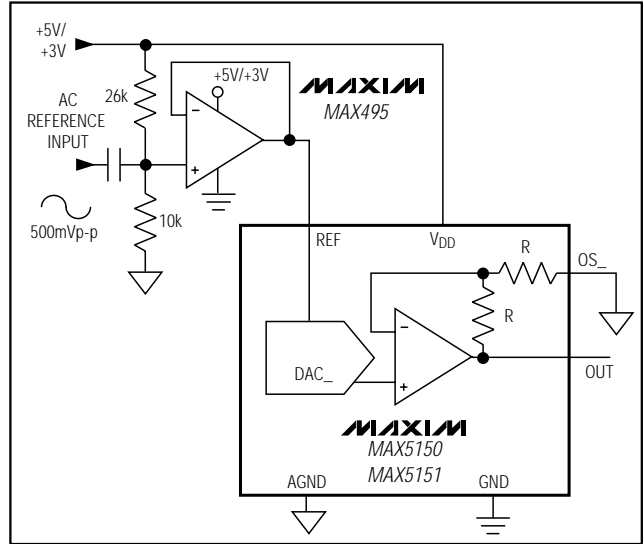 +5V/
+3V
26k
+5V/+3V
MAXIM
MAX495
AC
REFERENCE
INPUT
−
+
500mVp-p
10k
REF
VDD
R
OS_
R
−
+
DAC_
OUT
MAXIM
MAX5150
MAX5151
AGND
GND